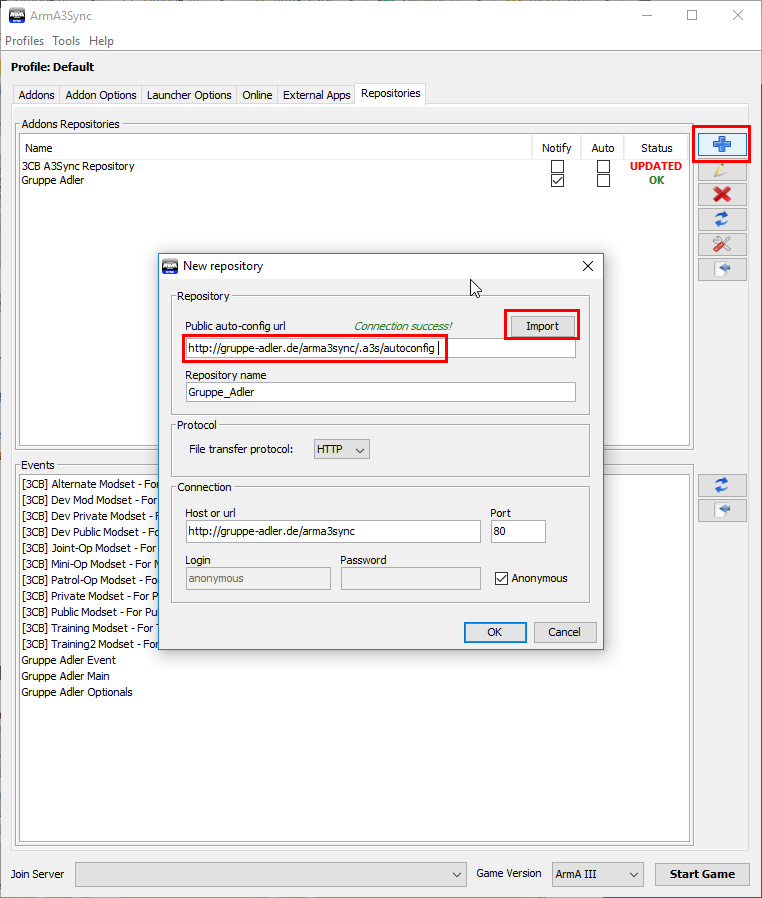 ArmA3Sync
Profiles Tools Help
Profile: Default
Addons Addon Options Launcher Options Online External Apps Repositories
Addons Repositories
Name Notify Auto Status
3CB A3Sync Repository UPDATED
Gruppe Adler OK
New repository
Repository
Public auto-config url Connection success! Import
http://gruppe-adler.de/arma3sync/.a3s/autoconfig
Repository name
Gruppe_Adler
Protocol
File transfer protocol: HTTP
Connection
Host or url Port
http://gruppe-adler.de/arma3sync 80
Login Password
anonymous Anonymous
OK Cancel
Events
[3CB] Alternate Modset - For
[3CB] Dev Mod Modset - For
[3CB] Dev Private Modset - F
[3CB] Dev Public Modset - Fo
[3CB] Joint-Op Modset - For
[3CB] Mini-Op Modset - For
[3CB] Patrol-Op Modset - For
[3CB] Private Modset - For P
[3CB] Public Modset - For Pu
[3CB] Training Modset - For T
[3CB] Training2 Modset - For
Gruppe Adler Event
Gruppe Adler Main
Gruppe Adler Optionals
Join Server Game Version ArmA III Start Game